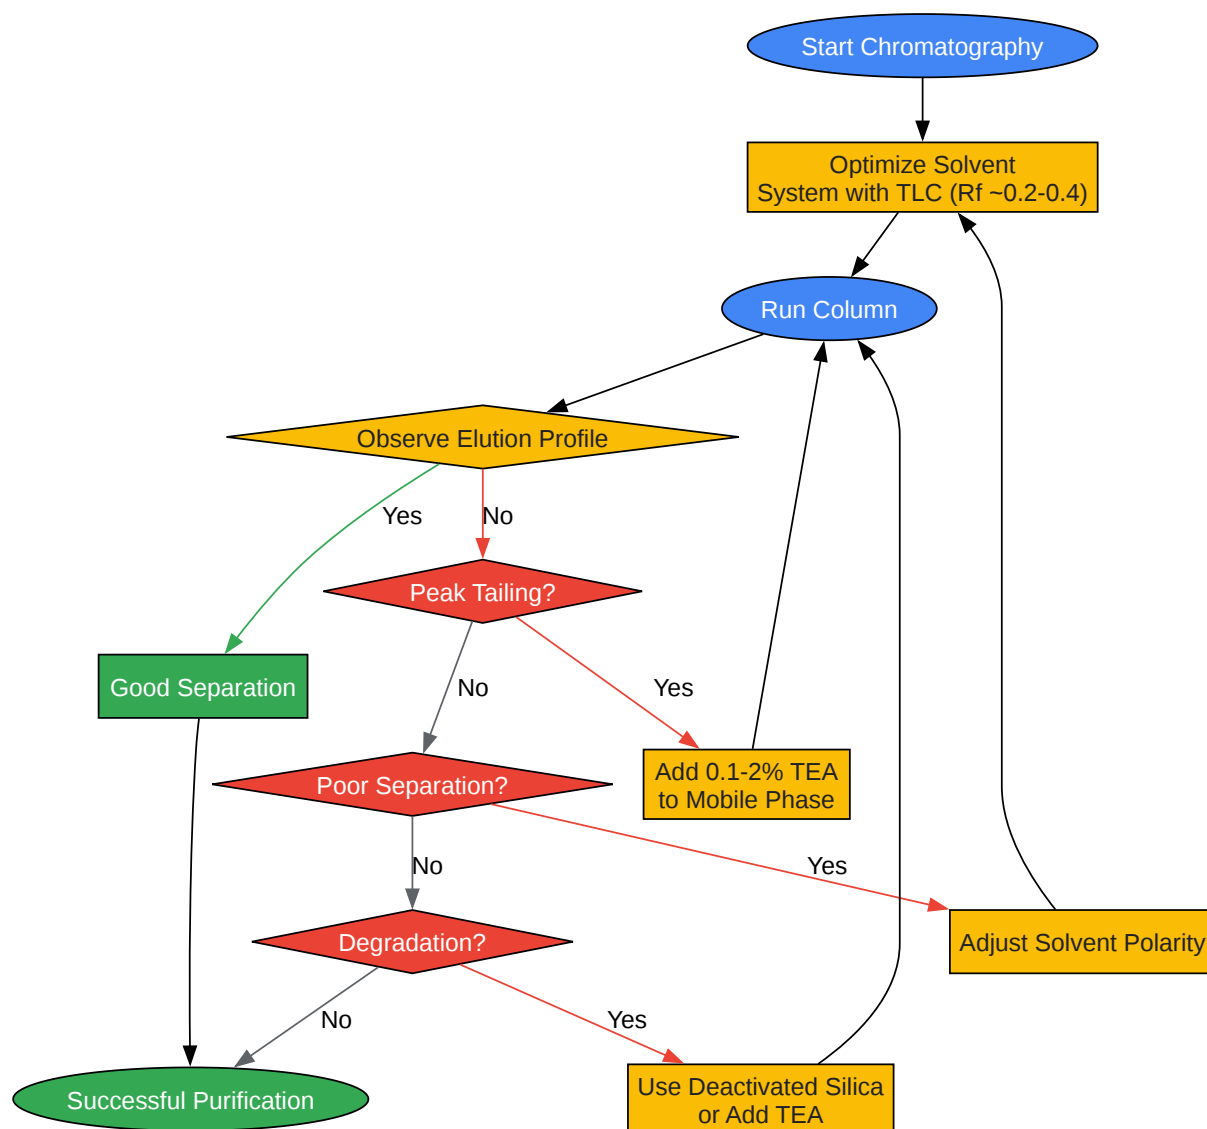 Start Chromatography
Optimize Solvent
System with TLC (Rf ~0.2-0.4)
Run Column
Observe Elution Profile
Yes
No
Peak Tailing?
Good Separation
No
Yes
Poor Separation?
Add 0.1-2% TEA
to Mobile Phase
No
Yes
Degradation?
Adjust Solvent Polarity
No
Yes
Successful Purification
Use Deactivated Silica
or Add TEA